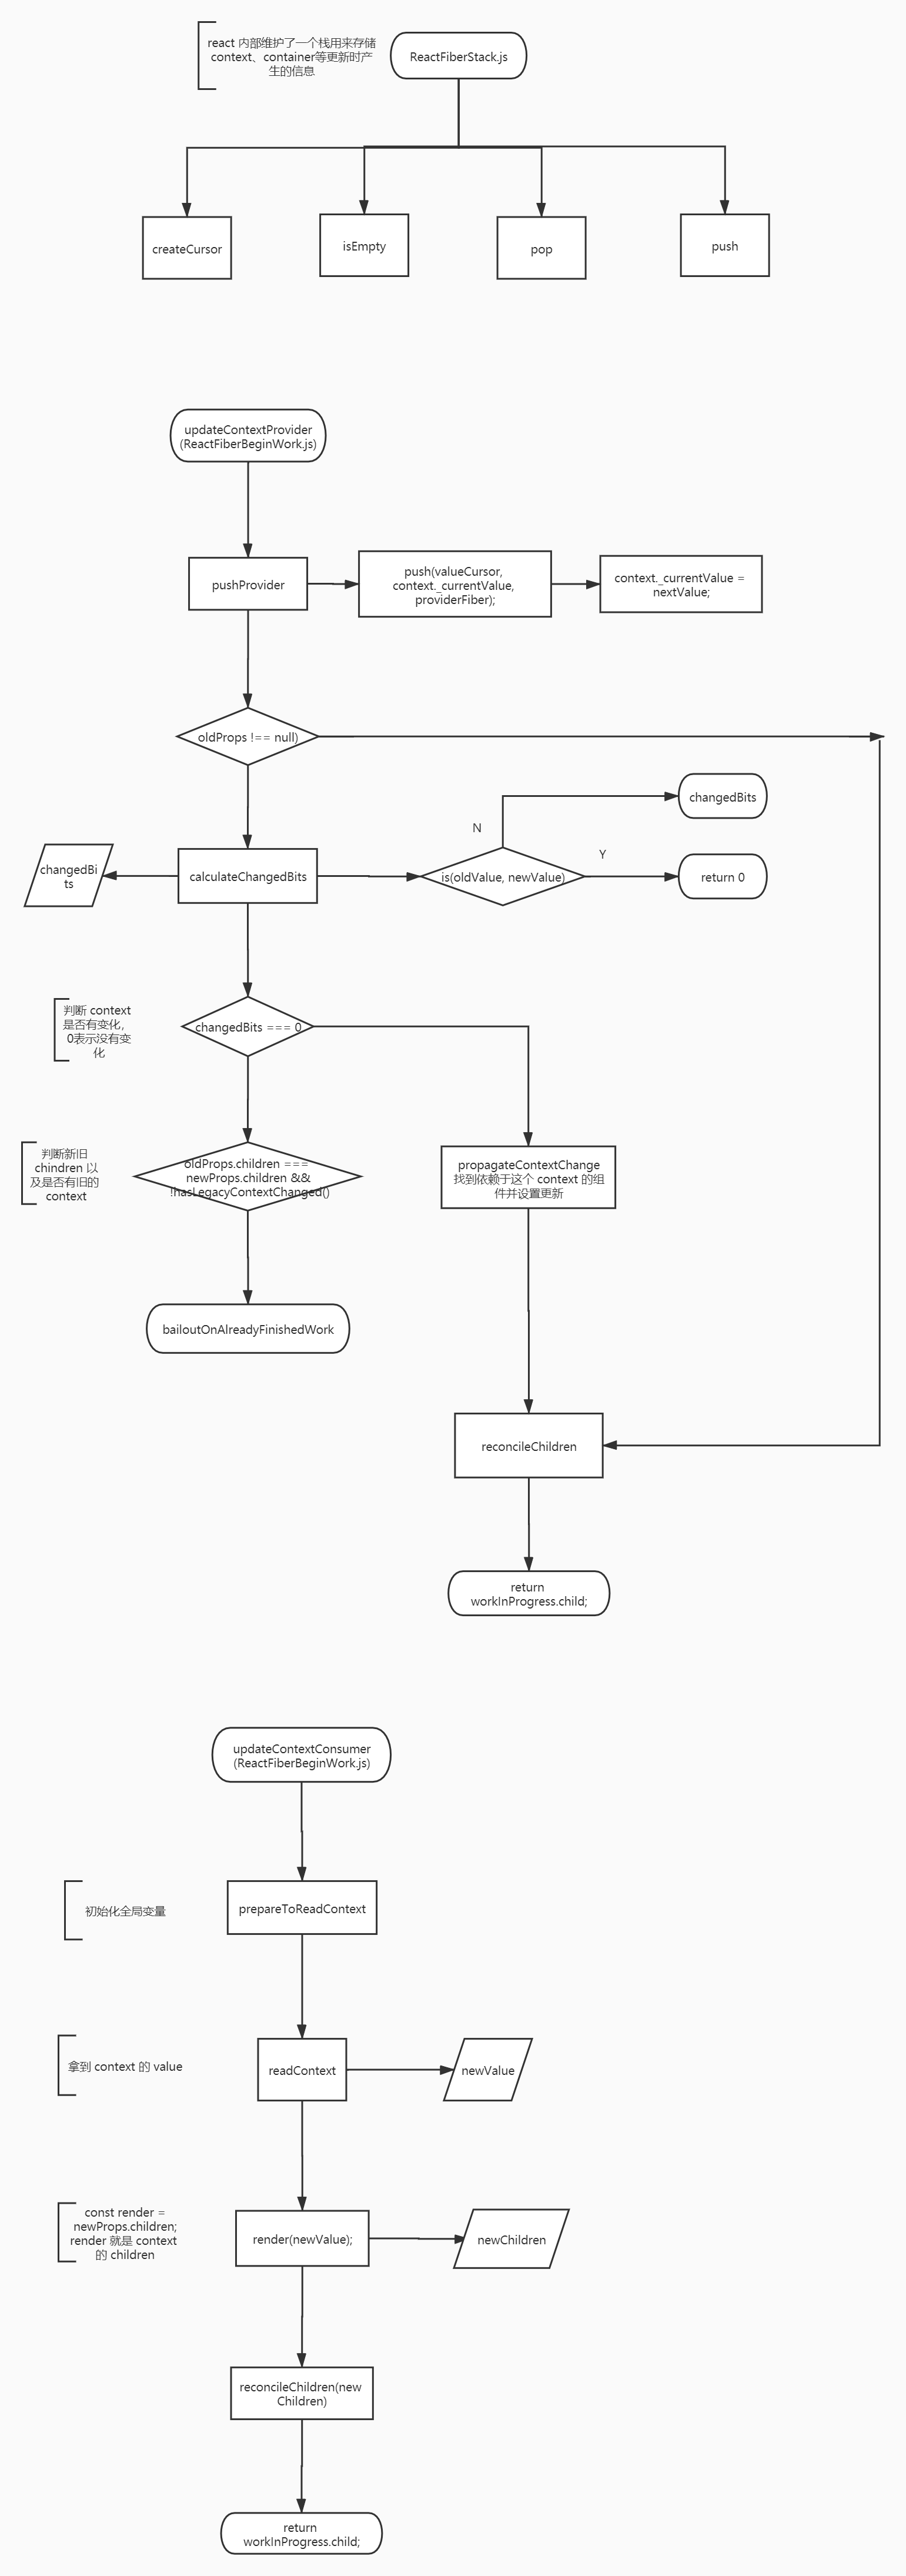 react 内部维护了一个栈用来存储
context、container等更新时产
生的信息
ReactFiberStack.js
createCursor
isEmpty
pop
push
updateContextProvider
(ReactFiberBeginWork.js)
pushProvider
push(valueCursor,
context._currentValue,
providerFiber);
context._currentValue =
nextValue;
oldProps !== null)
changedBits
N
Y
changedBi
ts
calculateChangedBits
is(oldValue, newValue)
return 0
判断 context
是否有变化，
0表示没有变
化
changedBits === 0
判断新旧
chindren 以
及是否有旧的
context
oldProps.children ===
newProps.children &&
!hasLegacyContextChanged()
propagateContextChange
找到依赖于这个 context 的组
件并设置更新
bailoutOnAlreadyFinishedWork
reconcileChildren
return
workInProgress.child;
updateContextConsumer
(ReactFiberBeginWork.js)
初始化全局变量
prepareToReadContext
拿到 context 的 value
readContext
newValue
const render =
newProps.children;
render 就是 context
的 children
render(newValue);
newChildren
reconcileChildren(new
Children)
return
workInProgress.child;